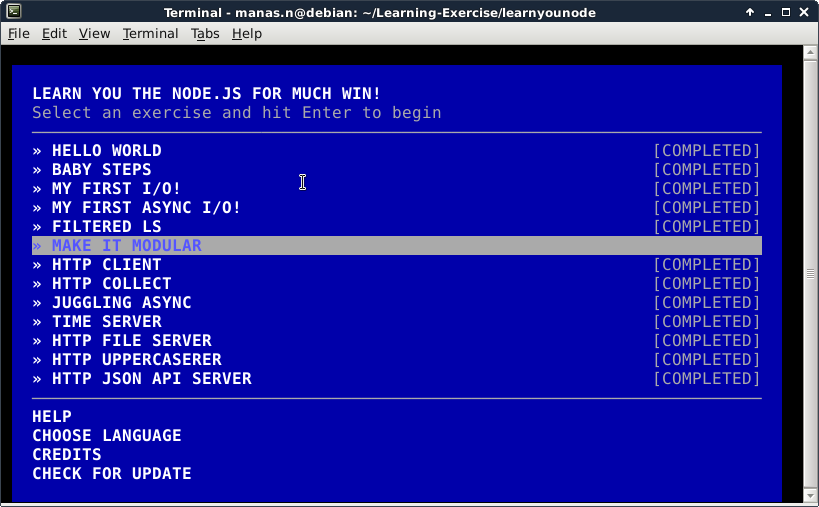 Terminal - manas.n@debian: ~/Learning-Exercise/learnyounode
File Edit View Terminal Tabs Help
LEARN YOU THE NODE.JS FOR MUCH WIN!
Select an exercise and hit Enter to begin
» HELLO WORLD [COMPLETED]
» BABY STEPS [COMPLETED]
» MY FIRST I/O! [COMPLETED]
» MY FIRST ASYNC I/O! [COMPLETED]
» FILTERED LS [COMPLETED]
» MAKE IT MODULAR
» HTTP CLIENT [COMPLETED]
» HTTP COLLECT [COMPLETED]
» JUGGLING ASYNC [COMPLETED]
» TIME SERVER [COMPLETED]
» HTTP FILE SERVER [COMPLETED]
» HTTP UPPERCASERER [COMPLETED]
» HTTP JSON API SERVER [COMPLETED]
HELP
CHOOSE LANGUAGE
CREDITS
CHECK FOR UPDATE